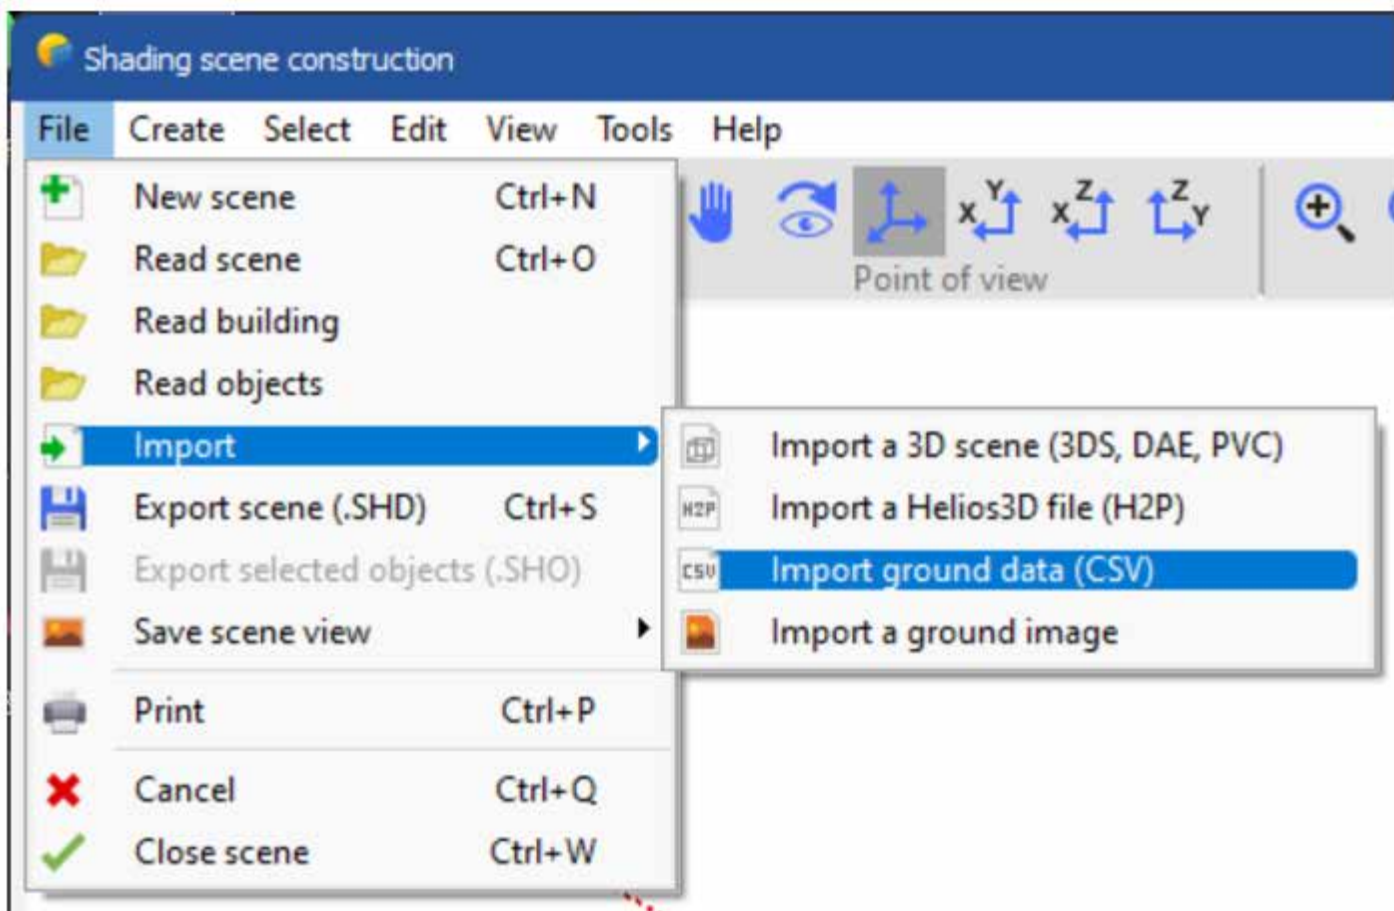 Shading scene construction
File Create Select Edit View Tools Help
New scene Ctrl+N
Read scene Ctrl+O
Read building
Read objects
Import
Export scene (.SHD) Ctrl+S
Export selected objects (.SHO)
Save scene view
Print Ctrl+P
Cancel Ctrl+Q
Close scene Ctrl+W
X Y
X Z
Z Y
Point of view
Import a 3D scene (3DS, DAE, PVC)
H2P Import a Helios3D file (H2P)
CSV Import ground data (CSV)
Import a ground image